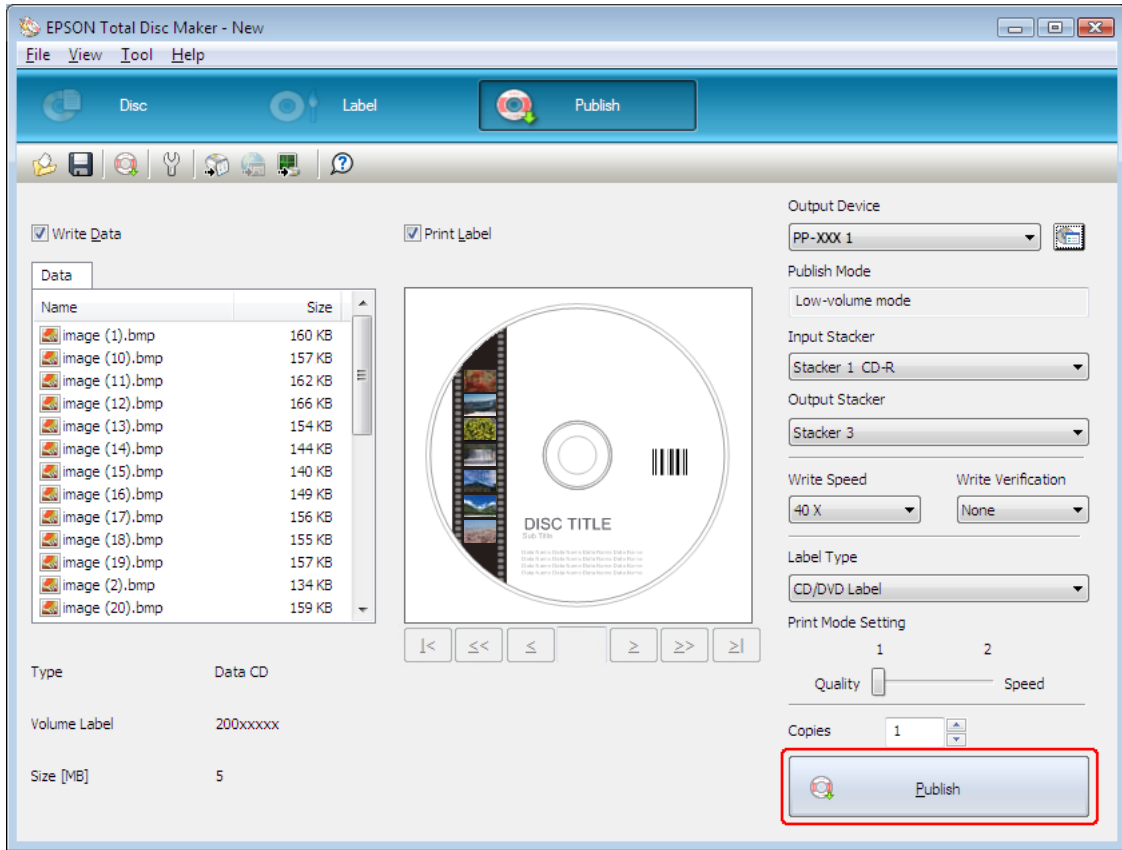 EPSON Total Disc Maker - New
File View Tool Help
Disc Label Publish
Write Data
Print Label
Data
Name Size
image (1).bmp 160 KB
image (10).bmp 157 KB
image (11).bmp 162 KB
image (12).bmp 166 KB
image (13).bmp 154 KB
image (14).bmp 144 KB
image (15).bmp 140 KB
image (16).bmp 149 KB
image (17).bmp 156 KB
image (18).bmp 155 KB
image (19).bmp 157 KB
image (2).bmp 134 KB
image (20).bmp 159 KB
Type Data CD
Volume Label 200xxxxx
Size [MB] 5
DISC TITLE
Sub Title
|< << < > >> >|
Output Device
PP-XXX 1
Publish Mode
Low-volume mode
Input Stacker
Stacker 1 CD-R
Output Stacker
Stacker 3
Write Speed Write Verification
40 X None
Label Type
CD/DVD Label
Print Mode Setting
1 2
Quality Speed
Copies 1
Publish